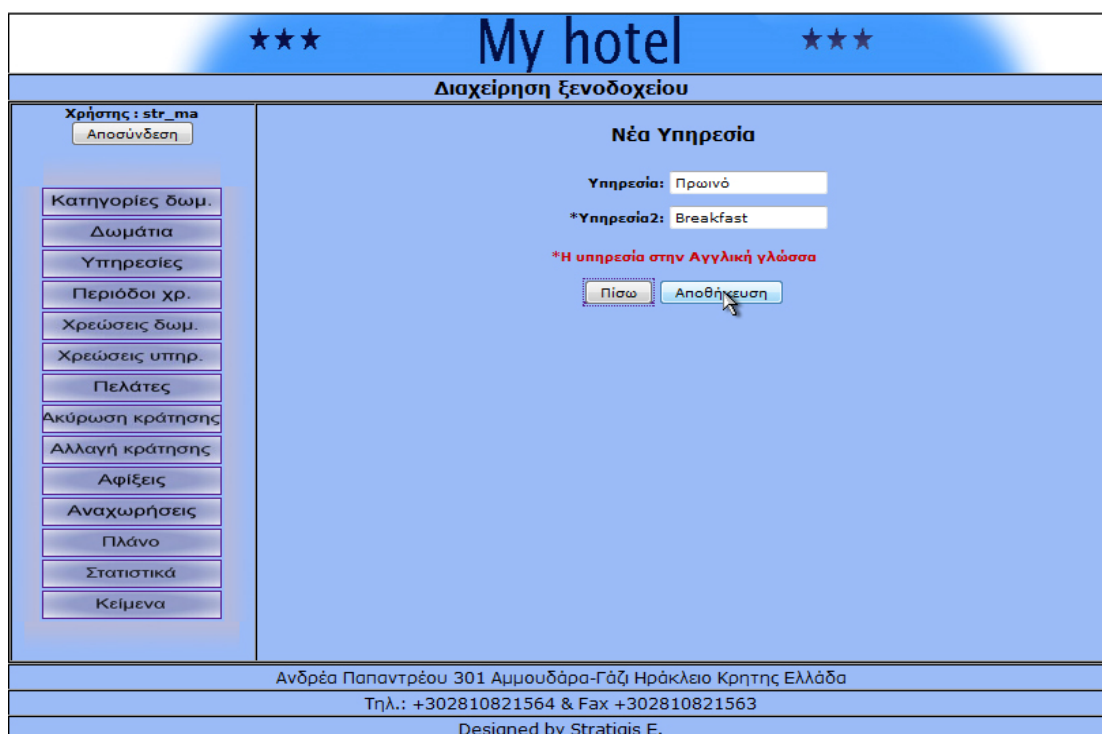 ★★★ My hotel ★★★
Διαχείρηση ξενοδοχείου
Χρήστης : str_ma
Αποσύνδεση
Κατηγορίες δωμ.
Δωμάτια
Υπηρεσίες
Περιόδοι χρ.
Χρεώσεις δωμ.
Χρεώσεις υπηρ.
Πελάτες
Ακύρωση κράτησης
Αλλαγή κράτησης
Αφίξεις
Αναχωρήσεις
Πλάνο
Στατιστικά
Κείμενα
Νέα Υπηρεσία
Υπηρεσία: Πρωινό
*Υπηρεσία2: Breakfast
*Η υπηρεσία στην Αγγλική γλώσσα
Πίσω Αποθήκευση
Ανδρέα Παπαντρέου 301 Αμμουδάρα-Γάζι Ηράκλειο Κρητης Ελλάδα
Τηλ.: +302810821564 & Fax +302810821563
Designed by Stratigis E.